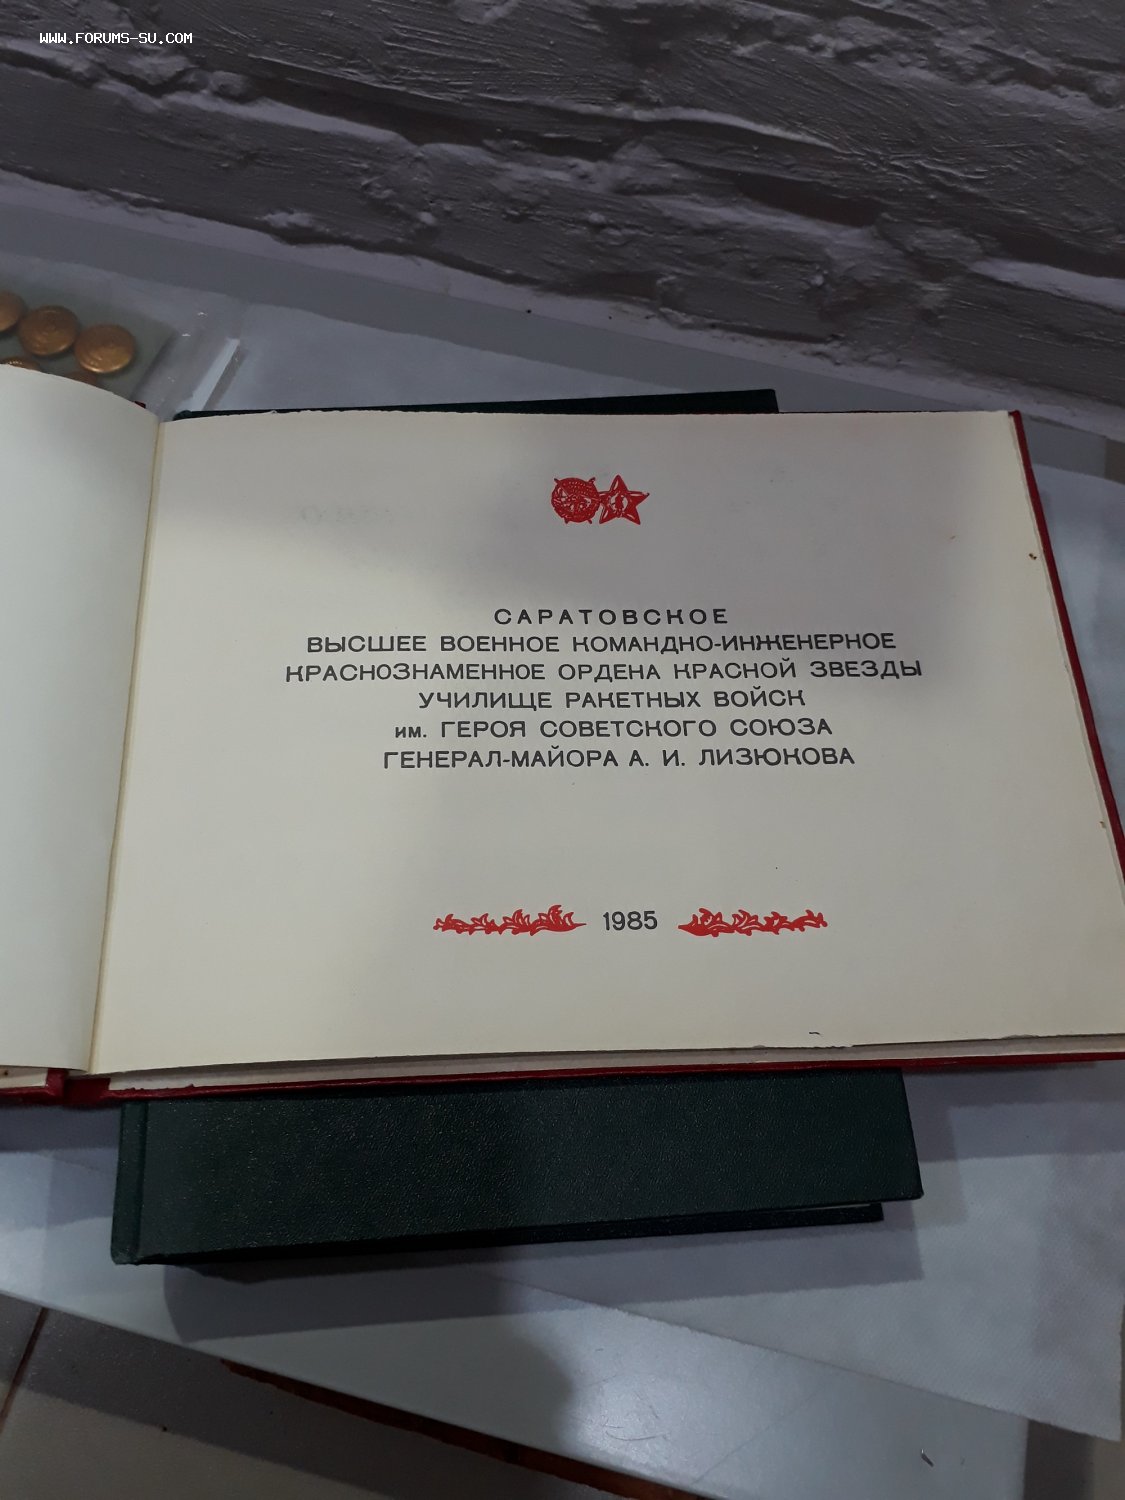 WWW.FORUMS-SU.COM
САРАТОВСКОЕ
ВЫСШЕЕ ВОЕННОЕ КОМАНДНО-ИНЖЕНЕРНОЕ
КРАСНОЗНАМЕННОЕ ОРДЕНА КРАСНОЙ ЗВЕЗДЫ
УЧИЛИЩЕ РАКЕТНЫХ ВОЙСК
им. ГЕРОЯ СОВЕТСКОГО СОЮЗА
ГЕНЕРАЛ-МАЙОРА А. И. ЛИЗЮКОВА
1985